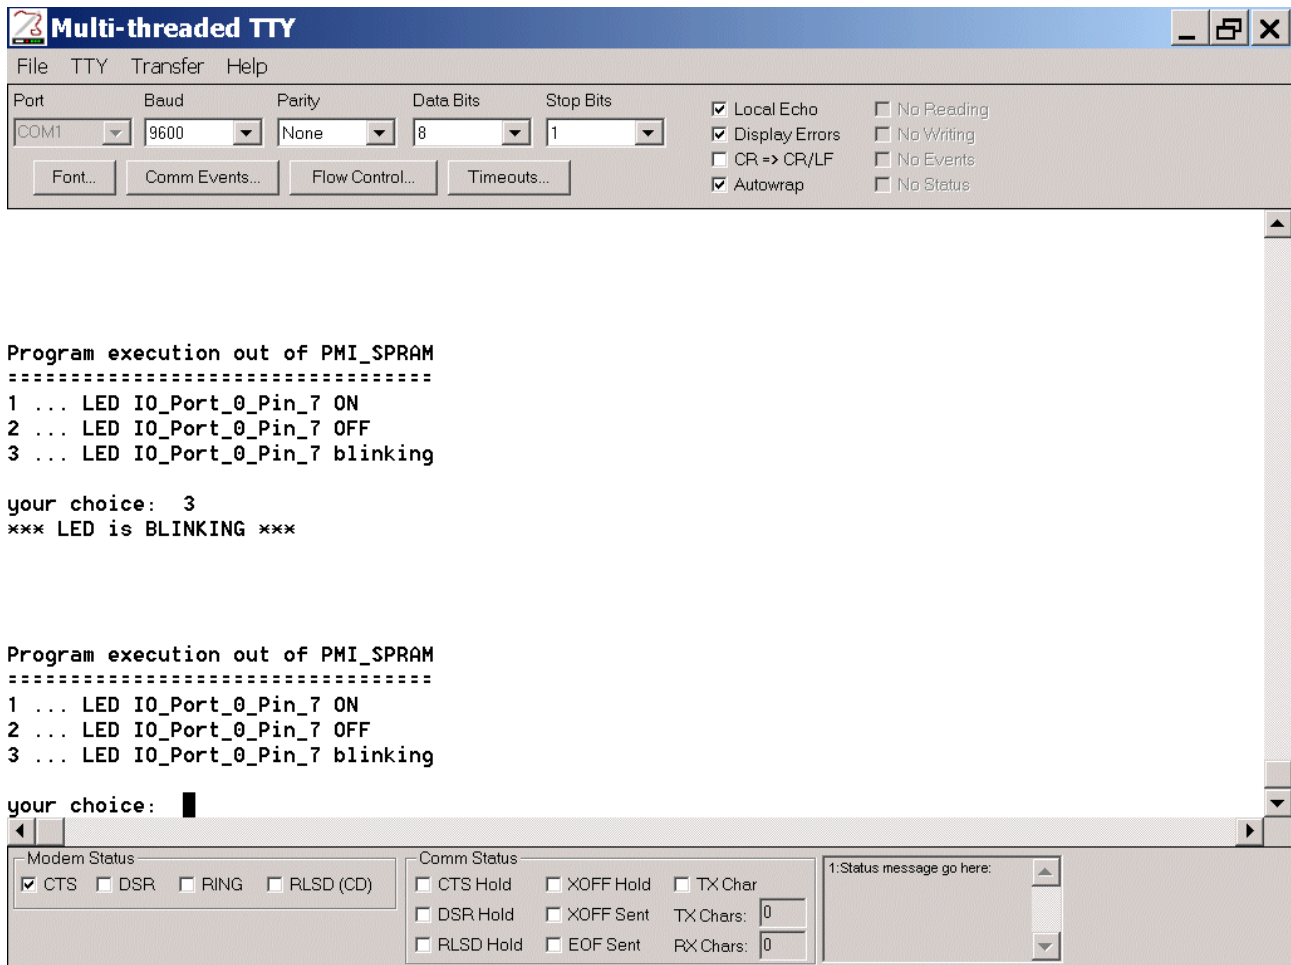 Multi-threaded TTY
File TTY Transfer Help
Port Baud Parity Data Bits Stop Bits
COM1 9600 None 8 1
Font... Comm Events... Flow Control... Timeouts...
Local Echo No Reading
Display Errors No Writing
CR => CR/LF No Events
Autowrap No Status
Program execution out of PMI_SPRAM
==================================
1 ... LED IO_Port_0_Pin_7 ON
2 ... LED IO_Port_0_Pin_7 OFF
3 ... LED IO_Port_0_Pin_7 blinking
your choice: 3
*** LED is BLINKING ***
Program execution out of PMI_SPRAM
==================================
1 ... LED IO_Port_0_Pin_7 ON
2 ... LED IO_Port_0_Pin_7 OFF
3 ... LED IO_Port_0_Pin_7 blinking
your choice:
Modem Status
CTS DSR RING RLSD (CD)
Comm Status
CTS Hold XOFF Hold TX Char
DSR Hold XOFF Sent TX Chars: 0
RLSD Hold EOF Sent RX Chars: 0
1:Status message go here: